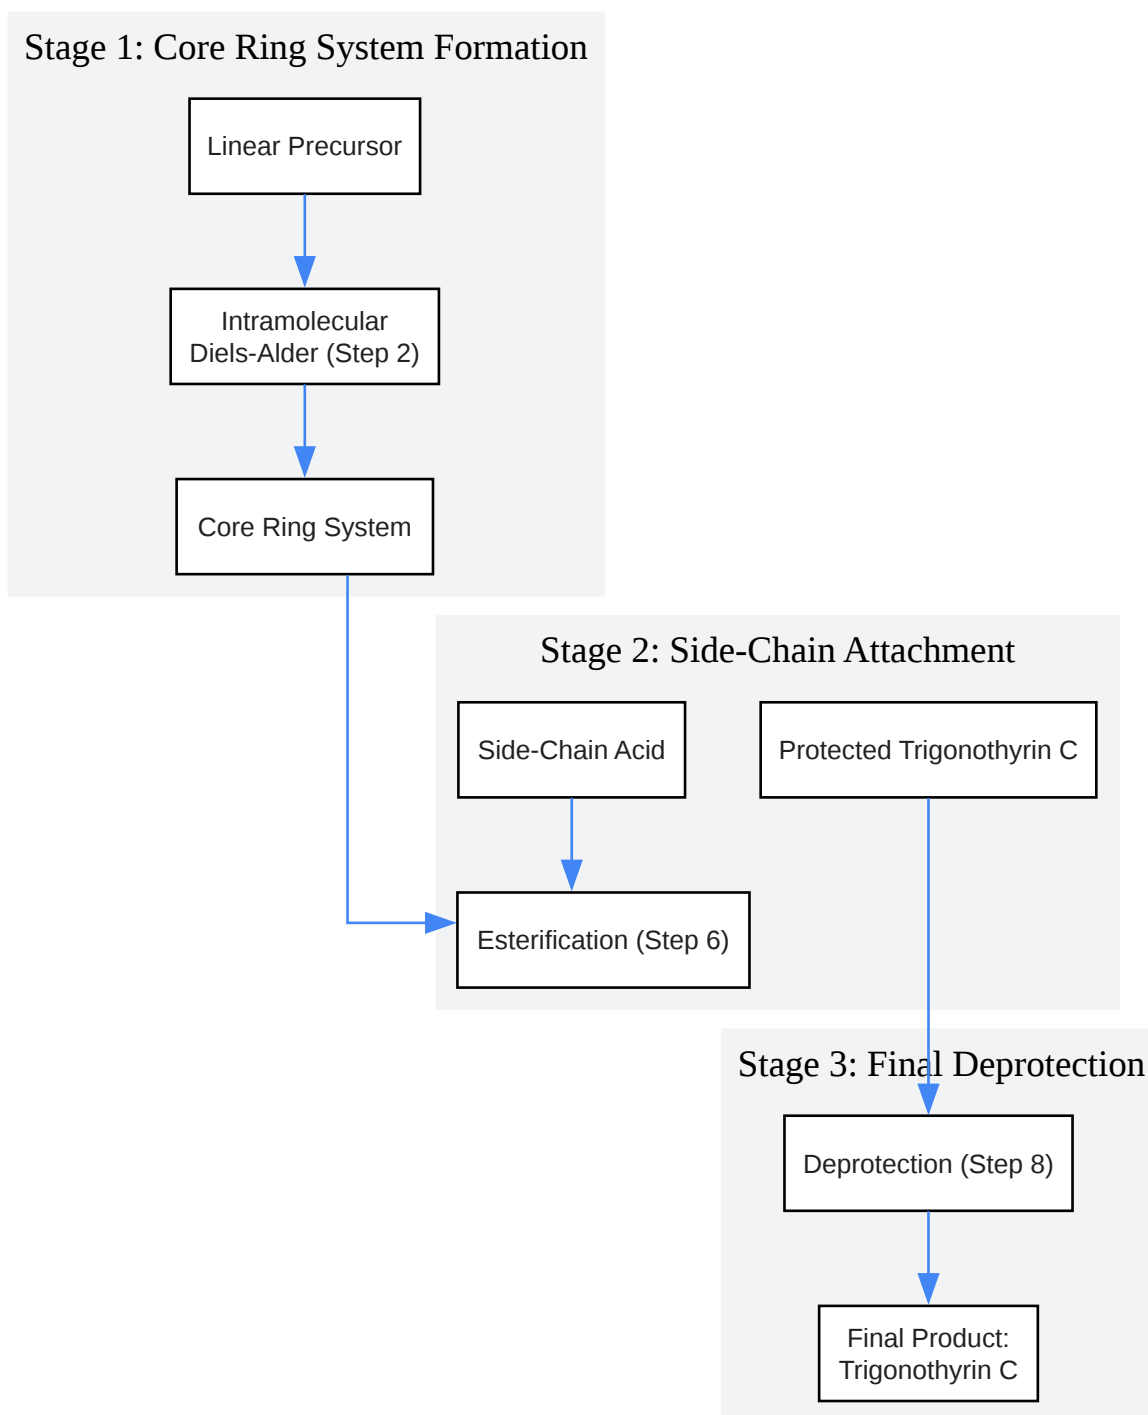 Stage 1: Core Ring System Formation
Linear Precursor
Intramolecular
Diels-Alder (Step 2)
Core Ring System
Stage 2: Side-Chain Attachment
Side-Chain Acid
Protected Trigonothyrin C
Esterification (Step 6)
Stage 3: Final Deprotection
Deprotection (Step 8)
Final Product:
Trigonothyrin C